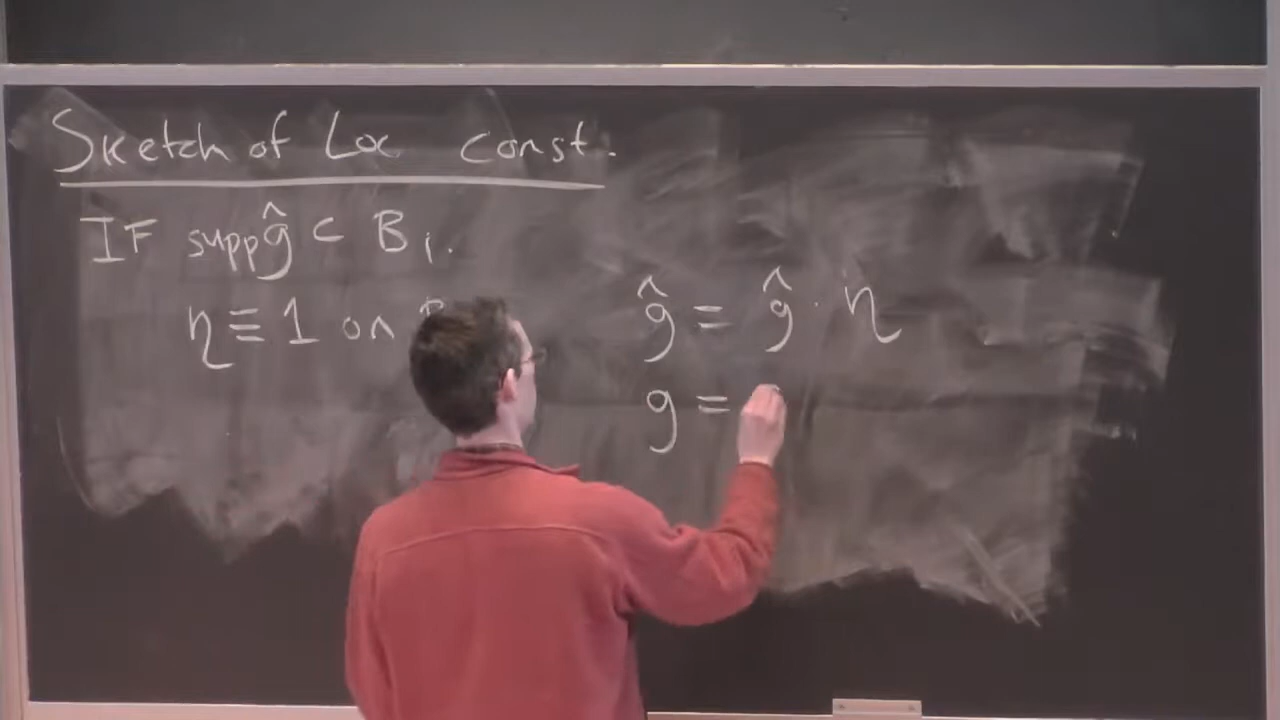 Sketch of Loc const.
IF supp ĝ ⊂ B₁.
η ≡ 1 on
ĝ = ĝ · η
g =